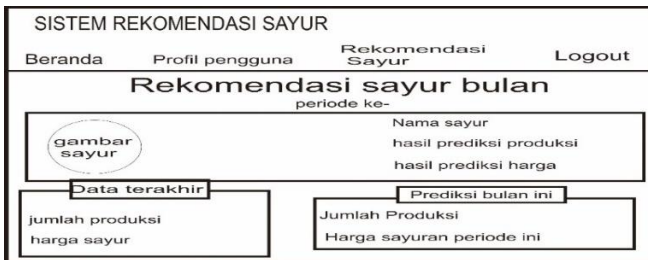 SISTEM REKOMENDASI SAYUR
Beranda
Profil pengguna
Rekomendasi
Sayur
Logout
Rekomendasi sayur bulan
periode ke-
gambar
sayur
Nama sayur
hasil prediksi produksi
hasil prediksi harga
Data terakhir
jumlah produksi
harga sayur
Prediksi bulan ini
Jumlah Produksi
Harga sayuran periode ini